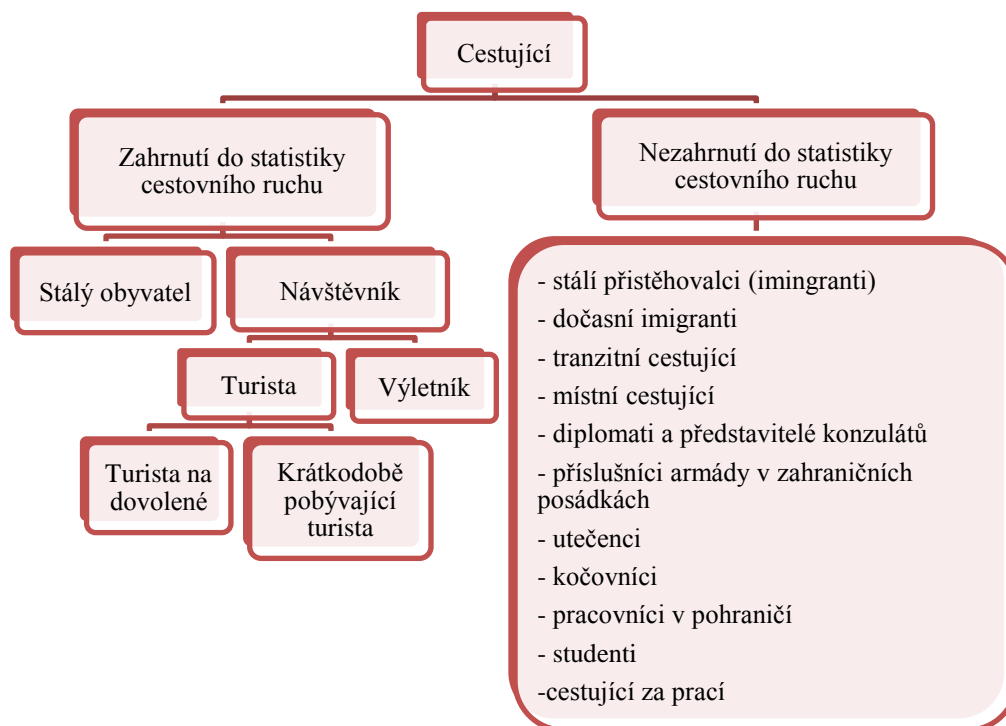 Cestující
Zahrnutí do statistiky
cestovního ruchu
Nezahrnutí do statistiky
cestovního ruchu
Stálý obyvatel
Návštěvník
Turista
Výletník
Turista na
dovolené
Krátkodobě
pobývající
turista
- stálí přistěhovalci (imingranti)
- dočasní imigranti
- tranzitní cestující
- místní cestující
- diplomati a představitelé konzulátů
- příslušníci armády v zahraničních
posádkách
- utečenci
- kočovníci
- pracovníci v pohraničí
- studenti
-cestující za prací